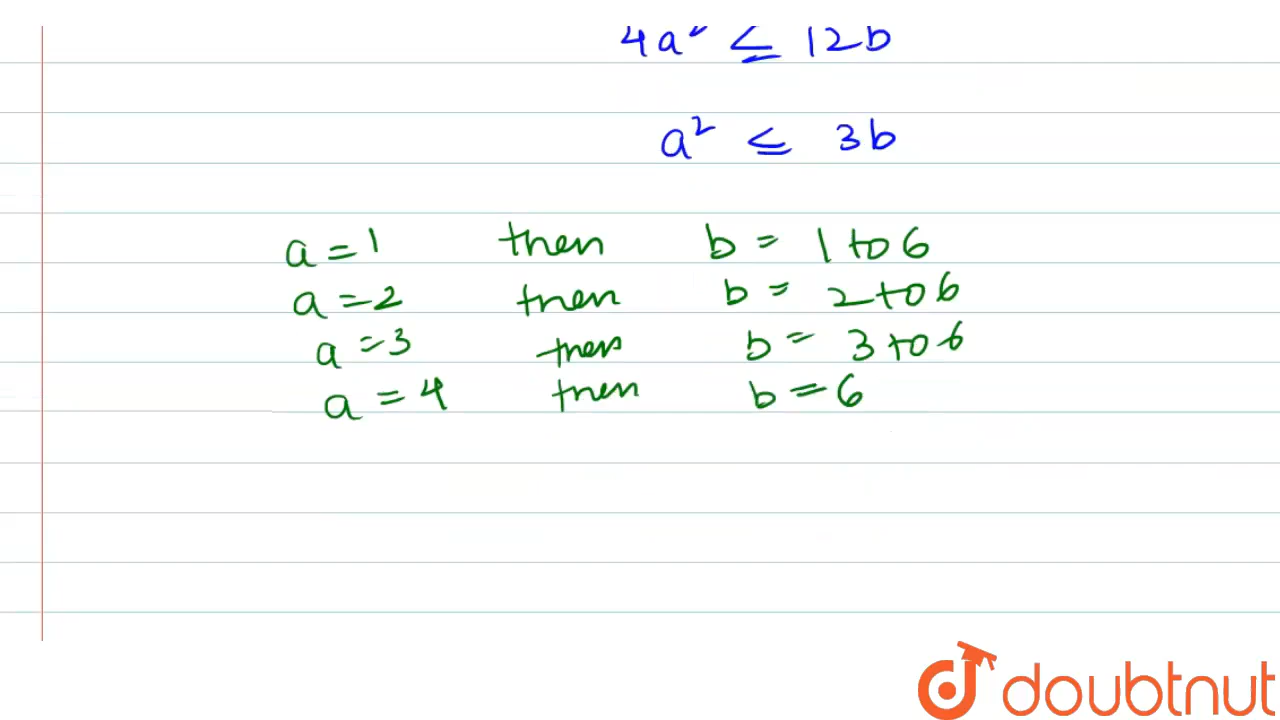 4a² ≤ 12b
a² ≤ 3b
a = 1 then b = 1 to 6
a = 2 then b = 2 to 6
a = 3 then b = 3 to 6
a = 4 then b = 6
doubtnut